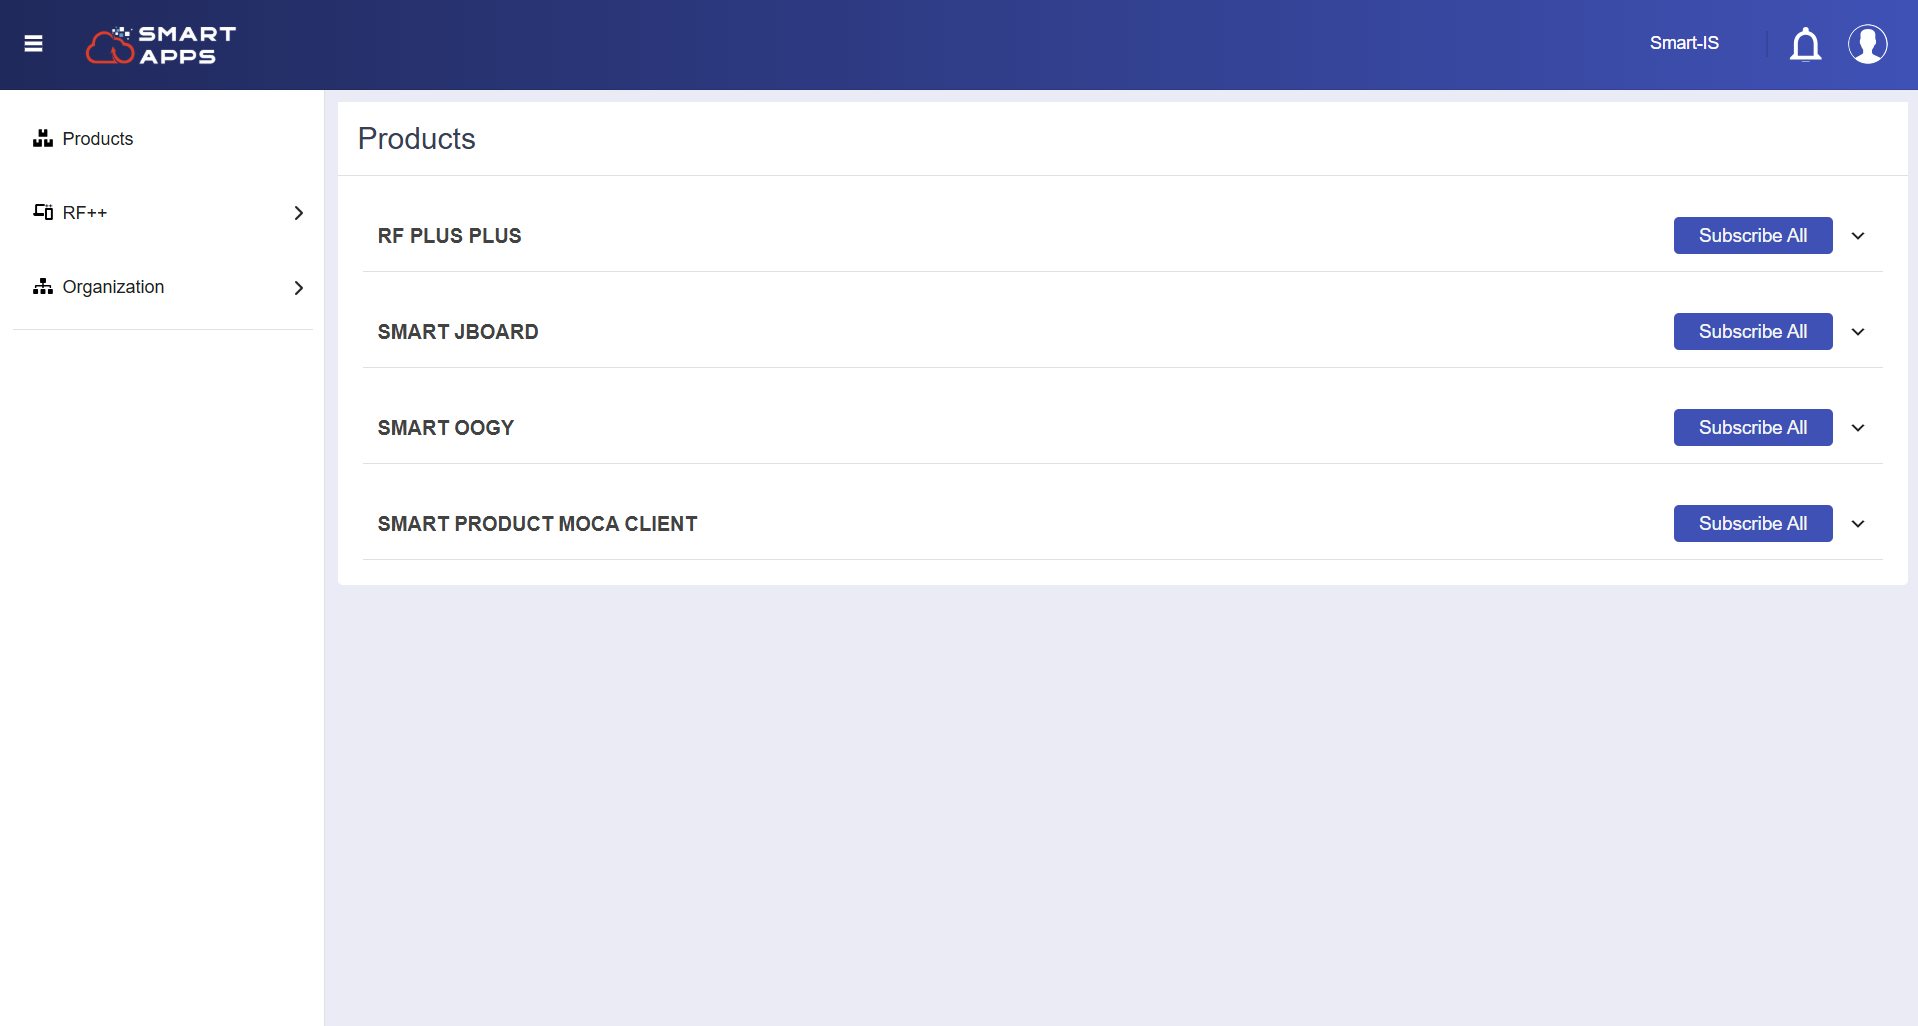 SMART
APPS
Smart-IS
Products
RF++
Organization
Products
RF PLUS PLUS
Subscribe All
SMART JBOARD
Subscribe All
SMART OOGY
Subscribe All
SMART PRODUCT MOCA CLIENT
Subscribe All